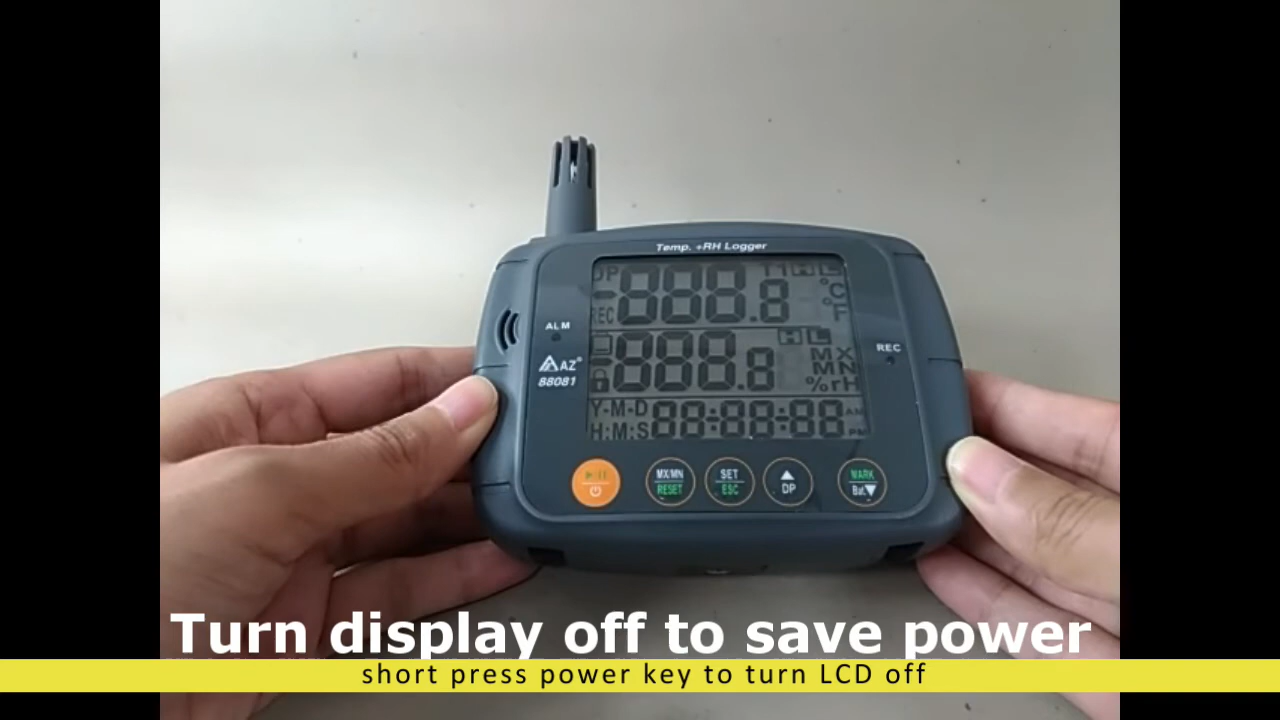 Temp. +RH Logger
DP -888.8 T1 H L
°C
°F
REC
ALM
REC
AZ®
88081
-888.8 H L
MX
MN
%rH
Y-M-D
H:M:S 88:88:88 AM
PM
MX/MN
RESET
SET
ESC
DP
MARK
Bat.▼
Turn display off to save power
short press power key to turn LCD off